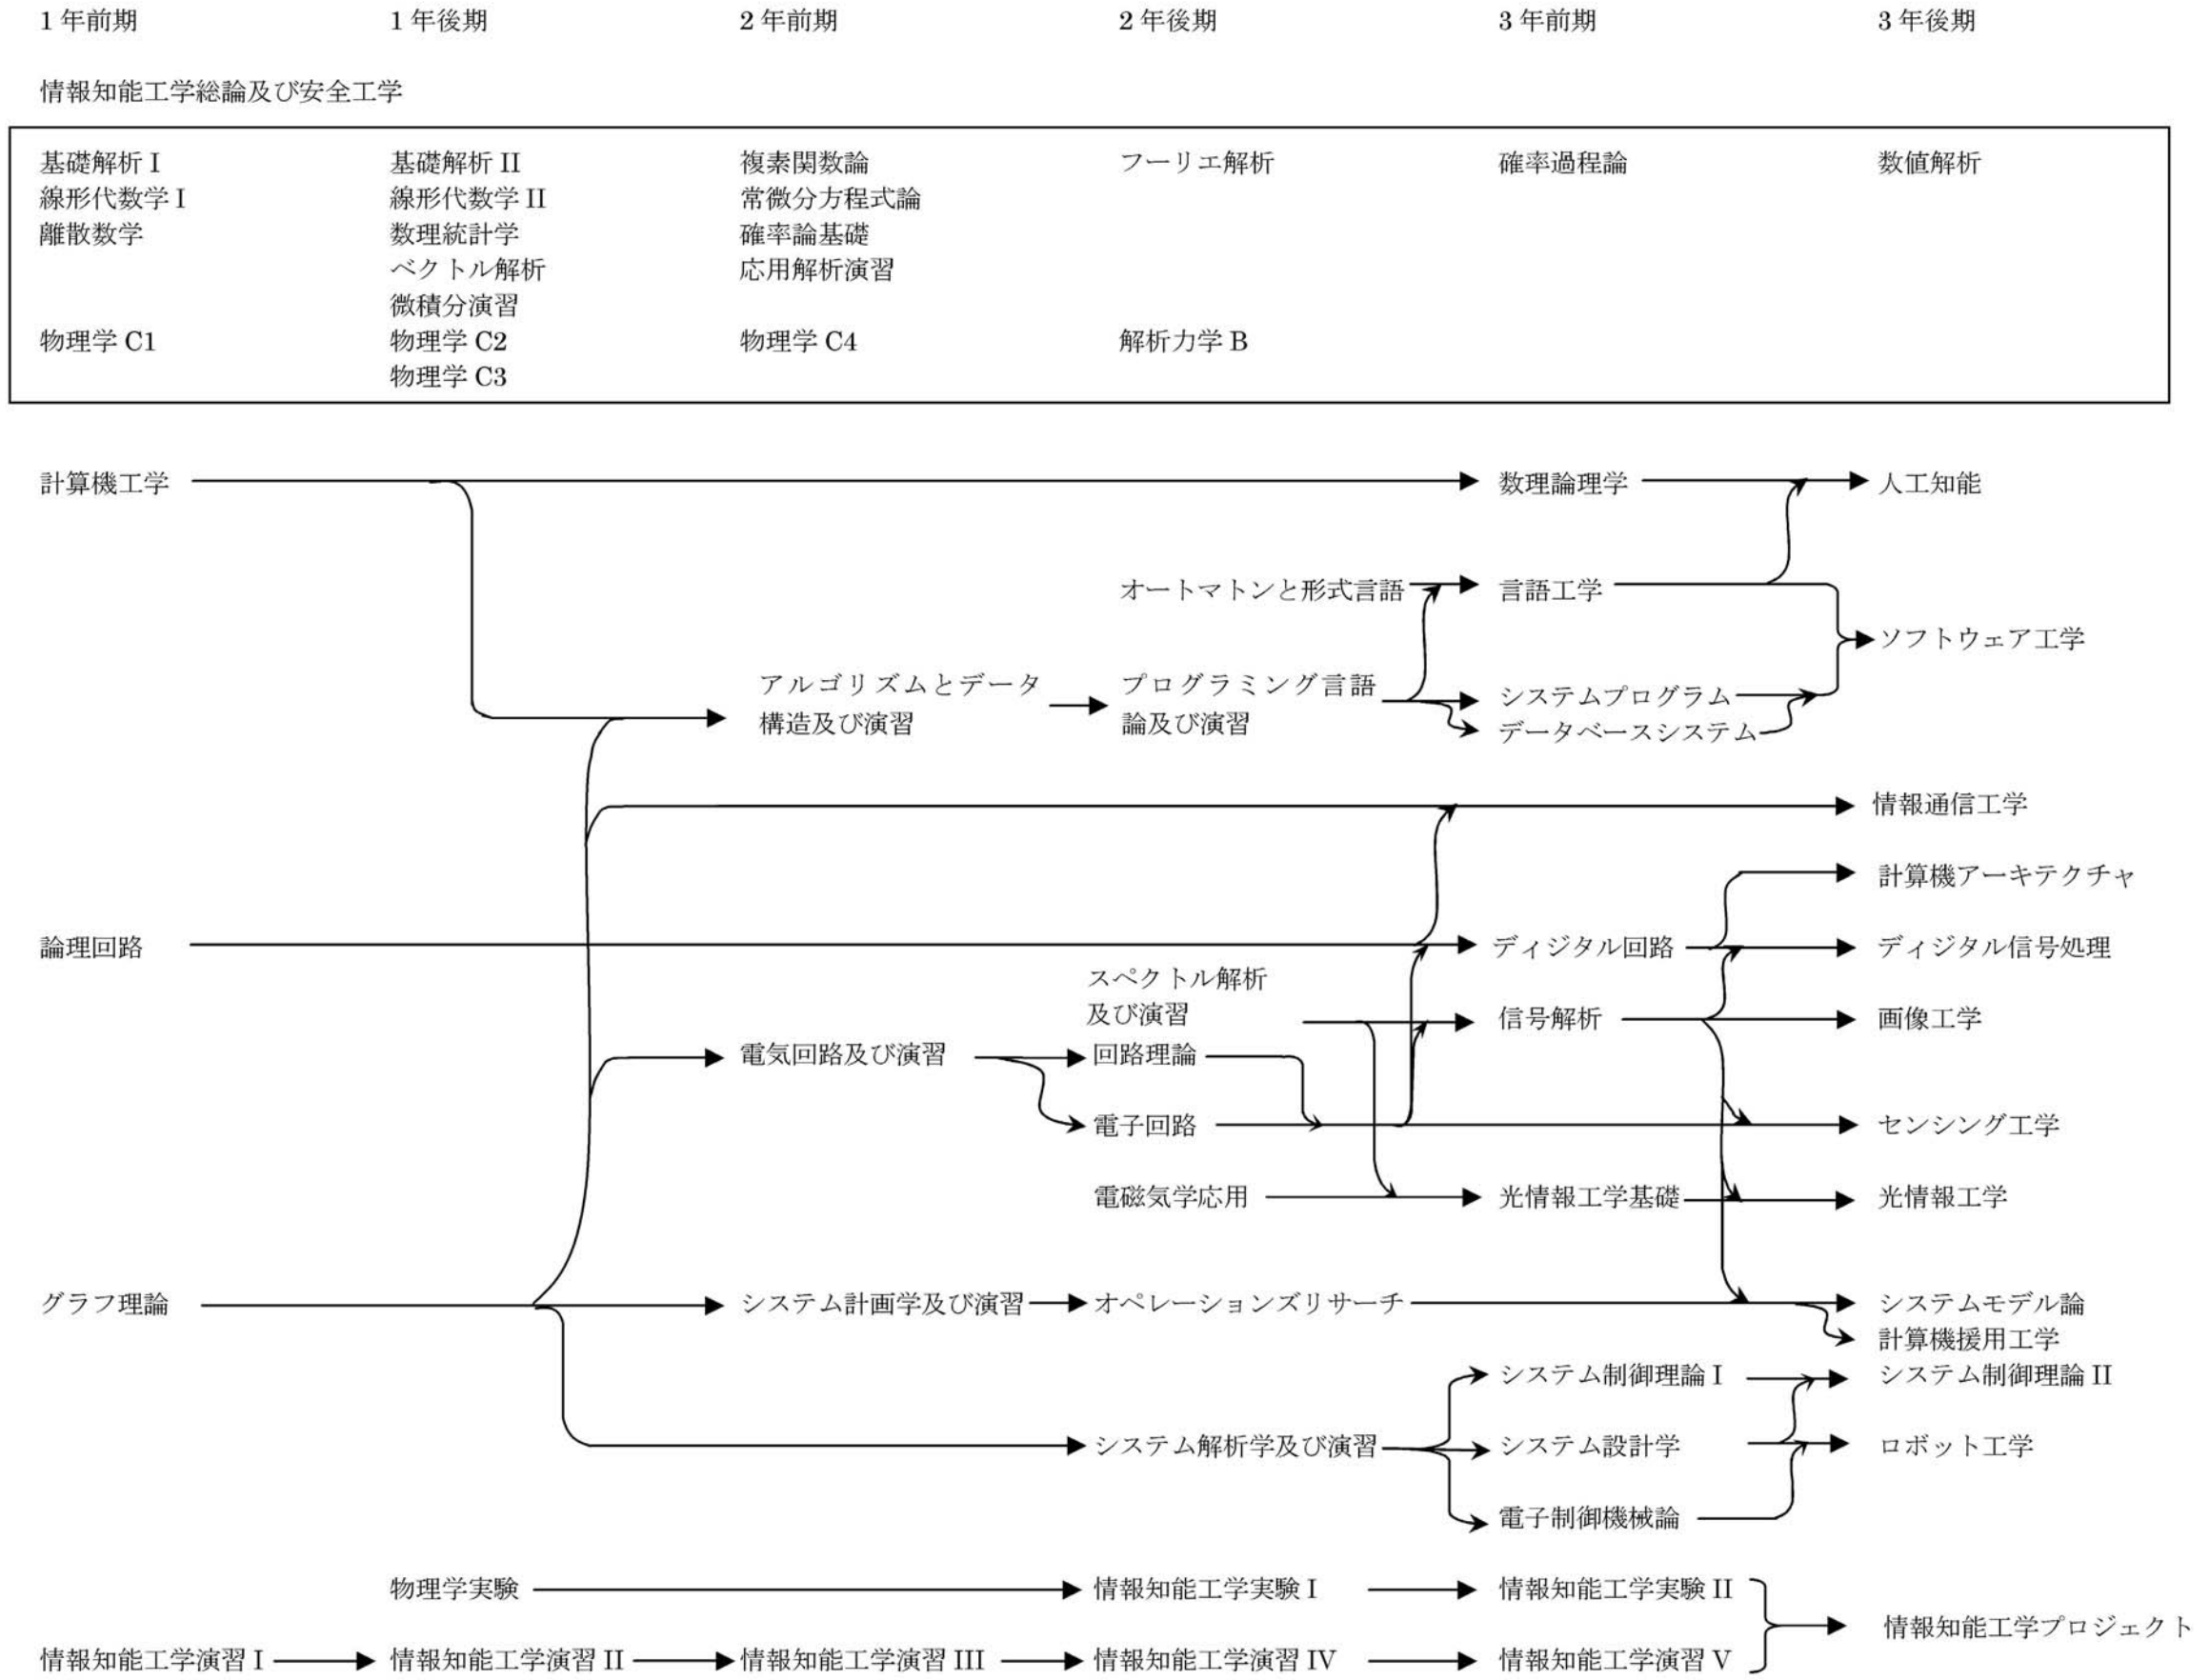 1 年前期 1 年後期 2 年前期 2 年後期 3 年前期 3 年後期
情報知能工学総論及び安全工学
基礎解析 I 基礎解析 II 複素関数論 フーリエ解析 確率過程論 数値解析
線形代数学 I 線形代数学 II 常微分方程式論
離散数学 数理統計学 確率論基礎
ベクトル解析 応用解析演習
微積分演習
物理学 C1 物理学 C2 物理学 C4 解析力学 B
物理学 C3
計算機工学 数理論理学 人工知能
オートマトンと形式言語 言語工学
ソフトウェア工学
アルゴリズムとデータ プログラミング言語 システムプログラム
構造及び演習 論及び演習 データベースシステム
情報通信工学
計算機アーキテクチャ
論理回路 ディジタル回路 ディジタル信号処理
スペクトル解析
及び演習 信号解析 画像工学
電気回路及び演習 回路理論
電子回路 センシング工学
電磁気学応用 光情報工学基礎 光情報工学
グラフ理論 システム計画学及び演習 オペレーションズリサーチ システムモデル論
計算機援用工学
システム制御理論 I システム制御理論 II
システム解析学及び演習 システム設計学 ロボット工学
電子制御機械論
物理学実験 情報知能工学実験 I 情報知能工学実験 II
情報知能工学プロジェクト
情報知能工学演習 I 情報知能工学演習 II 情報知能工学演習 III 情報知能工学演習 IV 情報知能工学演習 V